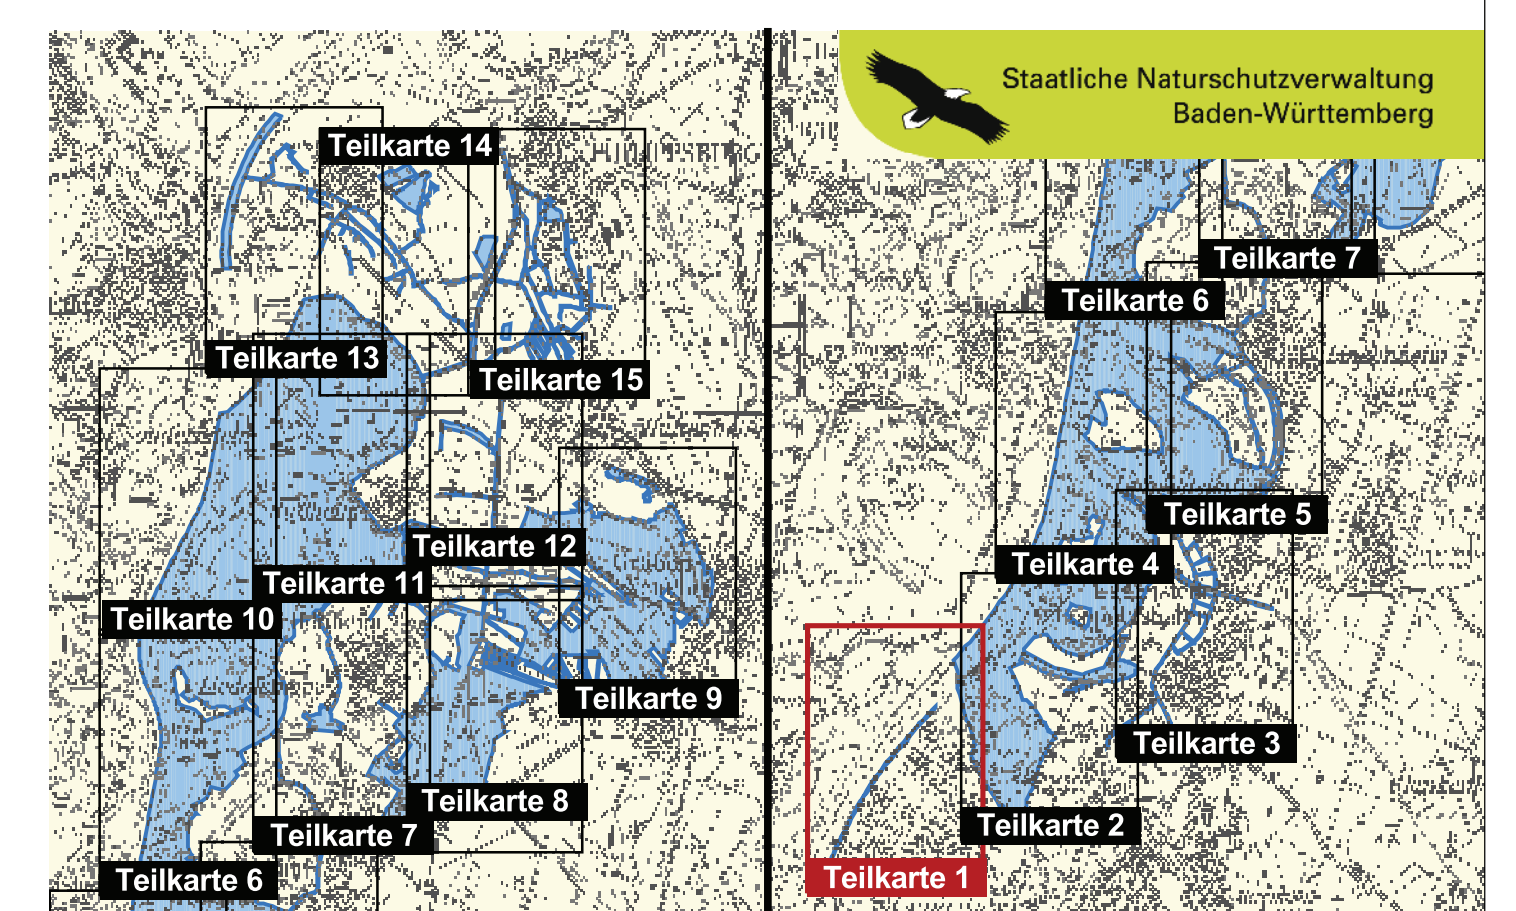 Staatliche Naturschutzverwaltung
Baden-Württemberg
Teilkarte 14
Teilkarte 13
Teilkarte 15
Teilkarte 12
Teilkarte 11
Teilkarte 10
Teilkarte 9
Teilkarte 8
Teilkarte 7
Teilkarte 6
Teilkarte 7
Teilkarte 6
Teilkarte 5
Teilkarte 4
Teilkarte 3
Teilkarte 2
Teilkarte 1